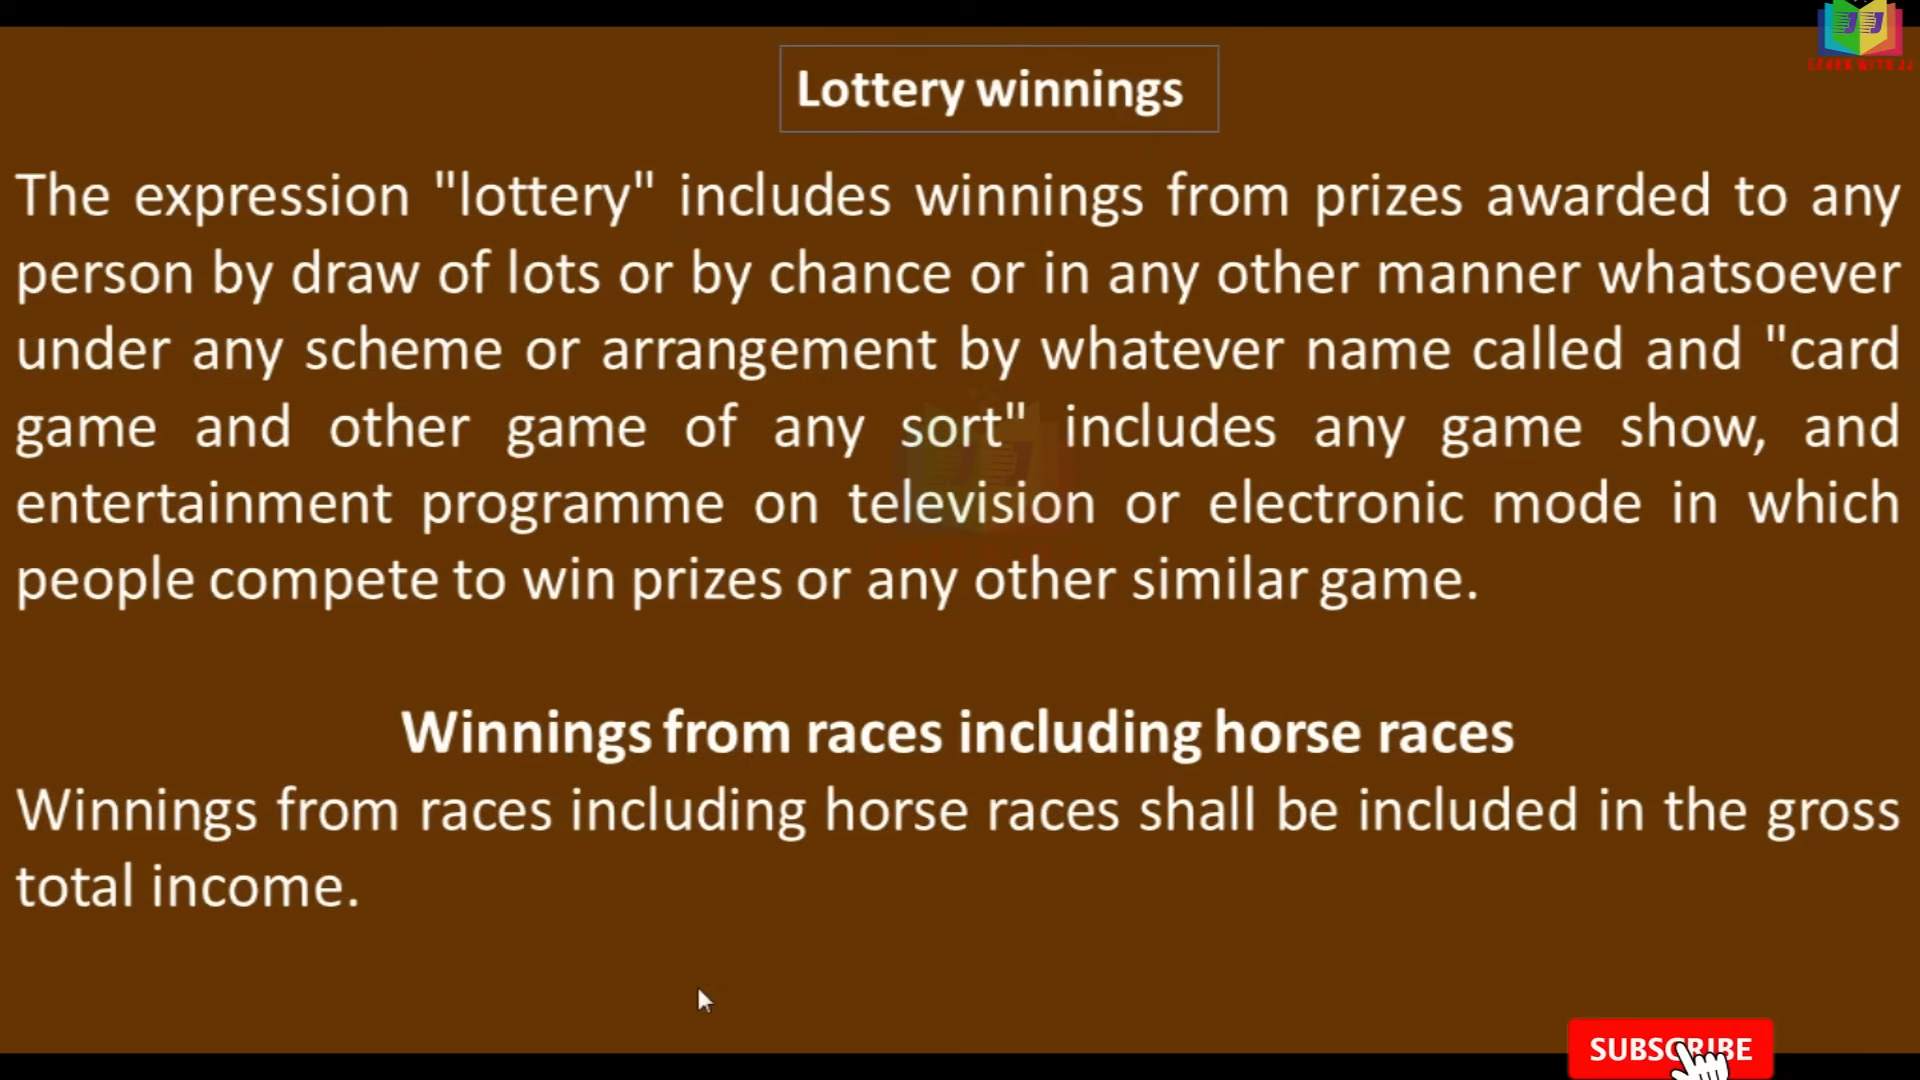 Lottery winnings
The expression "lottery" includes winnings from prizes awarded to any
person by draw of lots or by chance or in any other manner whatsoever
under any scheme or arrangement by whatever name called and "card
game and other game of any sort" includes any game show, and
entertainment programme on television or electronic mode in which
people compete to win prizes or any other similar game.
Winnings from races including horse races
Winnings from races including horse races shall be included in the gross
total income.
LEARN WITH JJ
SUBSCRIBE